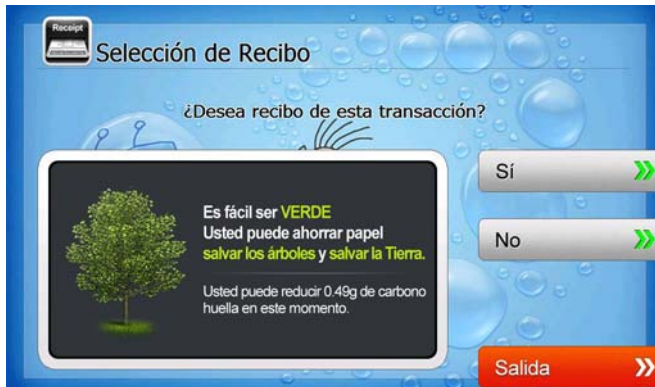 Receipt
Selección de Recibo
¿Desea recibo de esta transacción?
Es fácil ser VERDE
Usted puede ahorrar papel
salvar los árboles y salvar la Tierra.
Usted puede reducir 0.49g de carbono
huella en este momento.
Sí
No
Salida